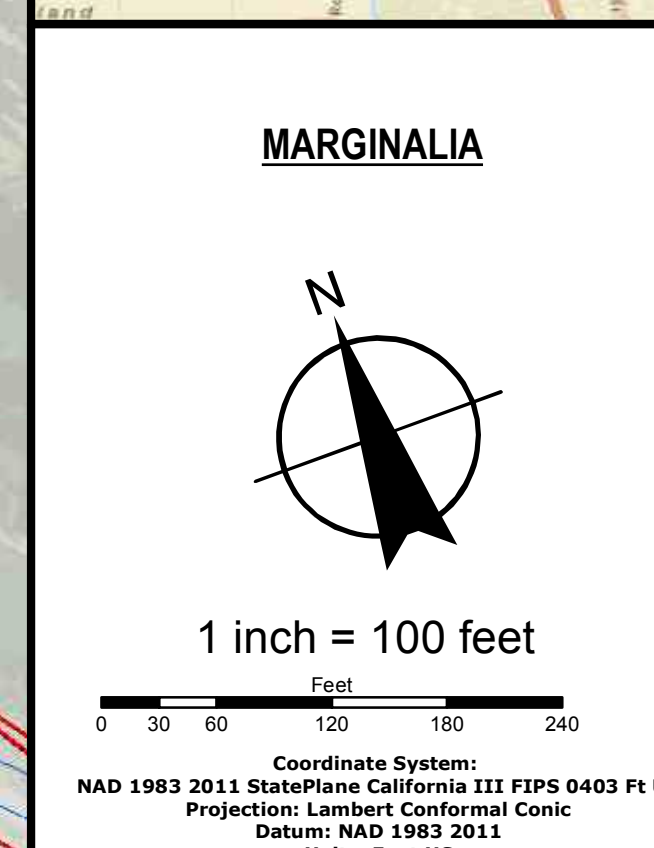 land
MARGINALIA
N
1 inch = 100 feet
Feet
0 30 60 120 180 240
Coordinate System:
NAD 1983 2011 StatePlane California III FIPS 0403 Ft
Projection: Lambert Conformal Conic
Datum: NAD 1983 2011